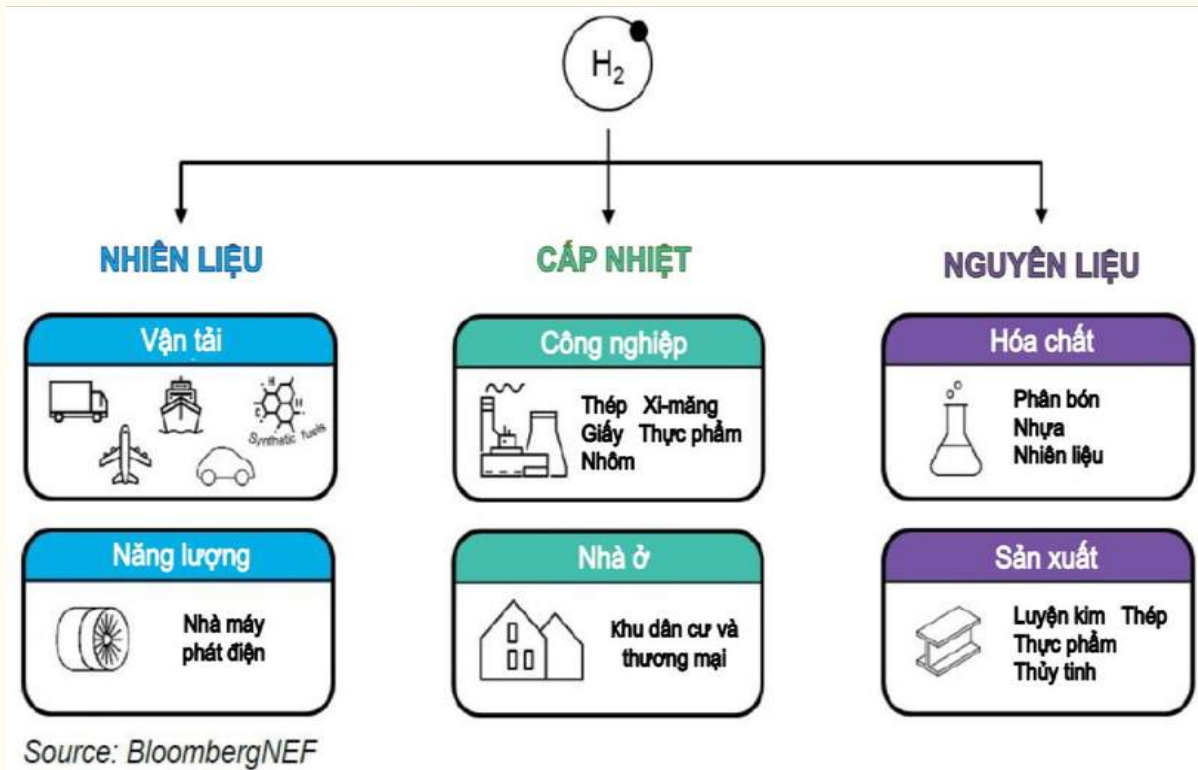 H₂
NHIÊN LIỆU
CẤP NHIỆT
NGUYÊN LIỆU
Vận tải
H
C
H
Synthetic fuels
Công nghiệp
Thép Xi-măng
Giấy Thực phẩm
Nhôm
Hóa chất
Phân bón
Nhựa
Nhiên liệu
Năng lượng
Nhà máy
phát điện
Nhà ở
Khu dân cư và
thương mại
Sản xuất
Luyện kim Thép
Thực phẩm
Thủy tinh
Source: BloombergNEF